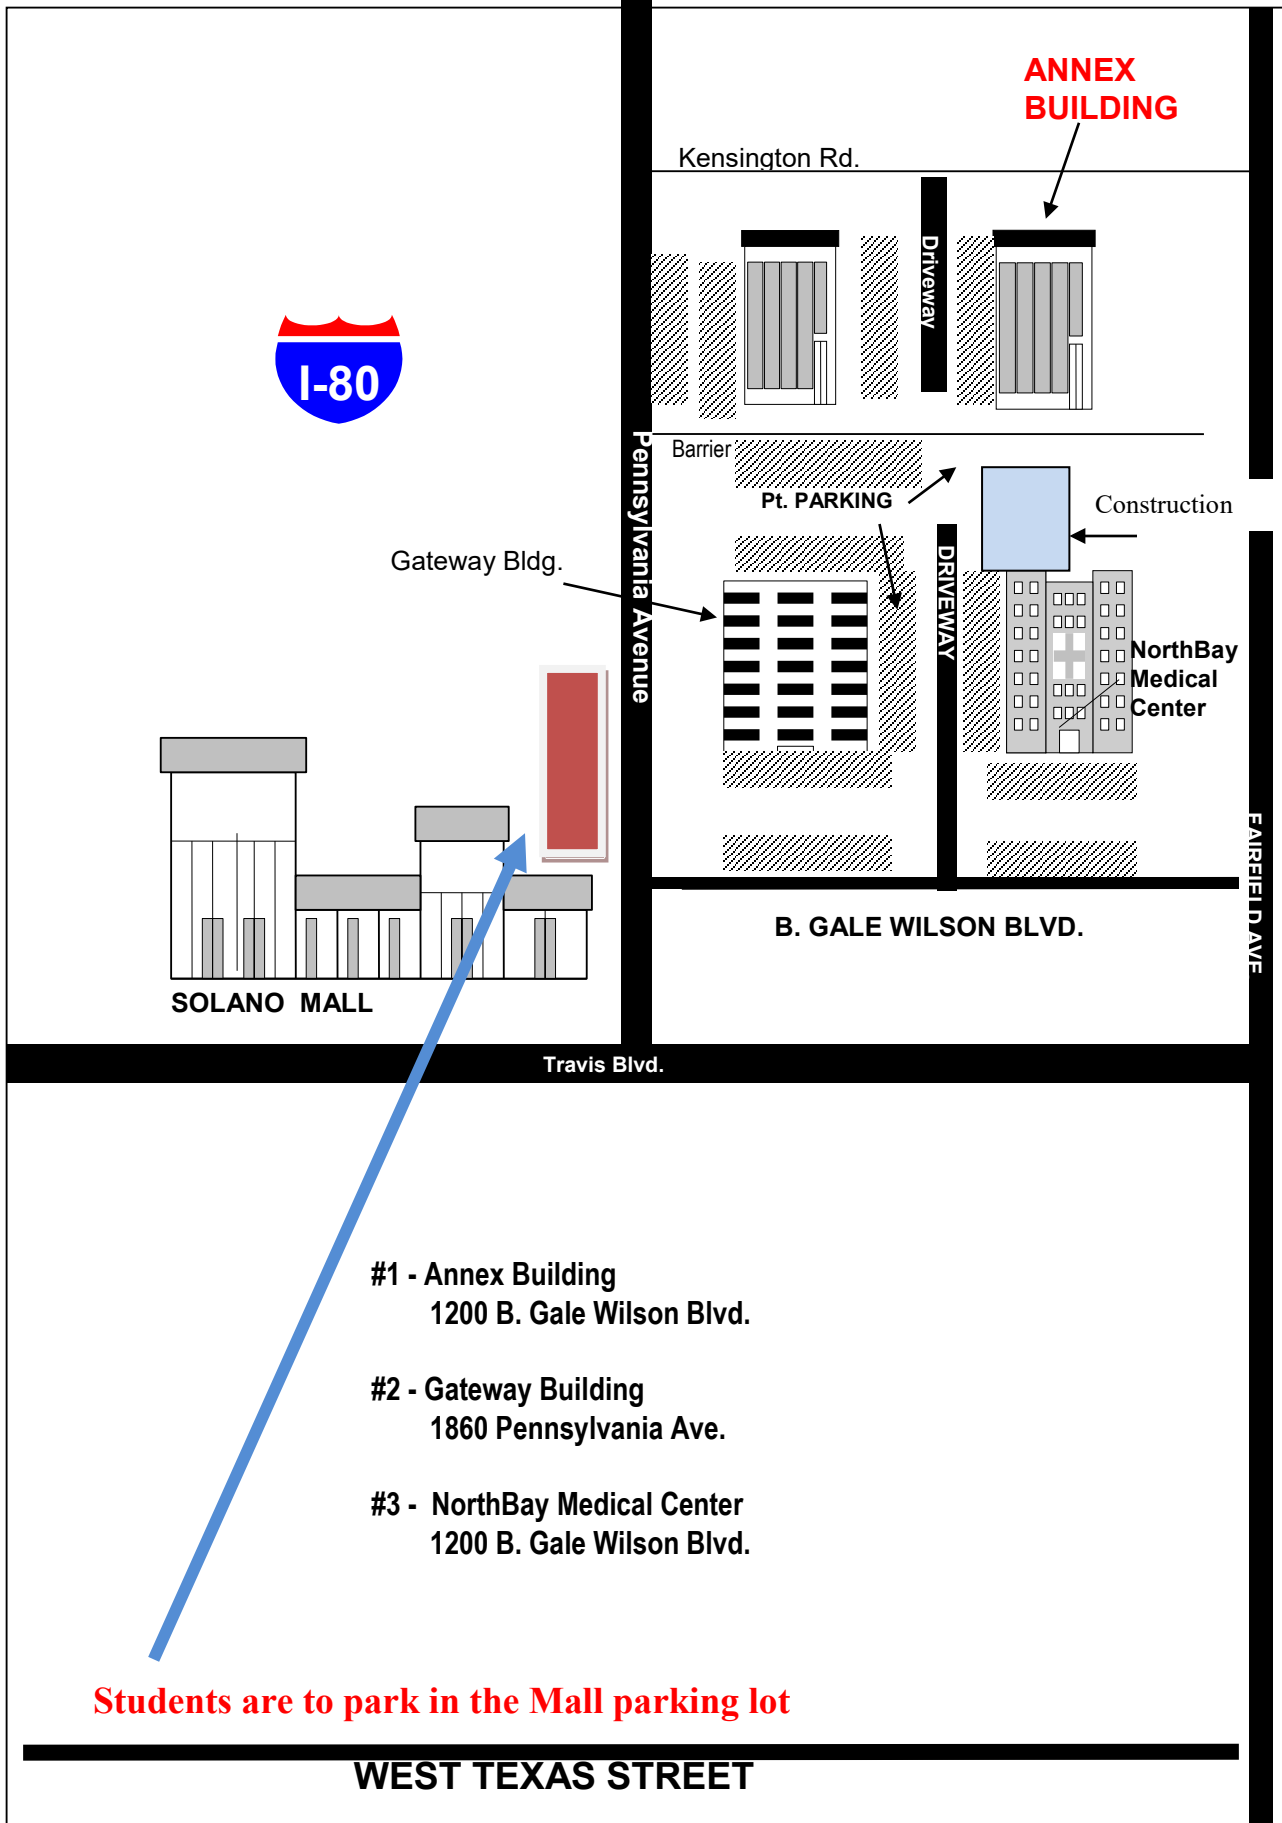 ANNEX
BUILDING
Kensington Rd.
Driveway
I-80
Pennsylvania Avenue
Barrier
Pt. PARKING
Construction
Gateway Bldg.
DRIVEWAY
NorthBay
Medical
Center
FAIRFIELD AVE
B. GALE WILSON BLVD.
SOLANO MALL
Travis Blvd.
#1 - Annex Building
1200 B. Gale Wilson Blvd.
#2 - Gateway Building
1860 Pennsylvania Ave.
#3 - NorthBay Medical Center
1200 B. Gale Wilson Blvd.
Students are to park in the Mall parking lot
WEST TEXAS STREET